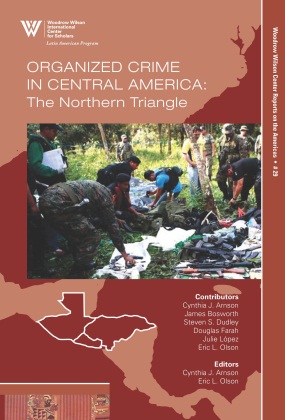 Woodrow Wilson
International
Center
for Scholars
Latin American Program
ORGANIZED CRIME
IN CENTRAL AMERICA:
The Northern Triangle
Woodrow Wilson Center Reports on the Americas • #29
Contributors
Cynthia J. Arnson
James Bosworth
Steven S. Dudley
Douglas Farah
Julie López
Eric L. Olson
Editors
Cynthia J. Arnson
Eric L. Olson